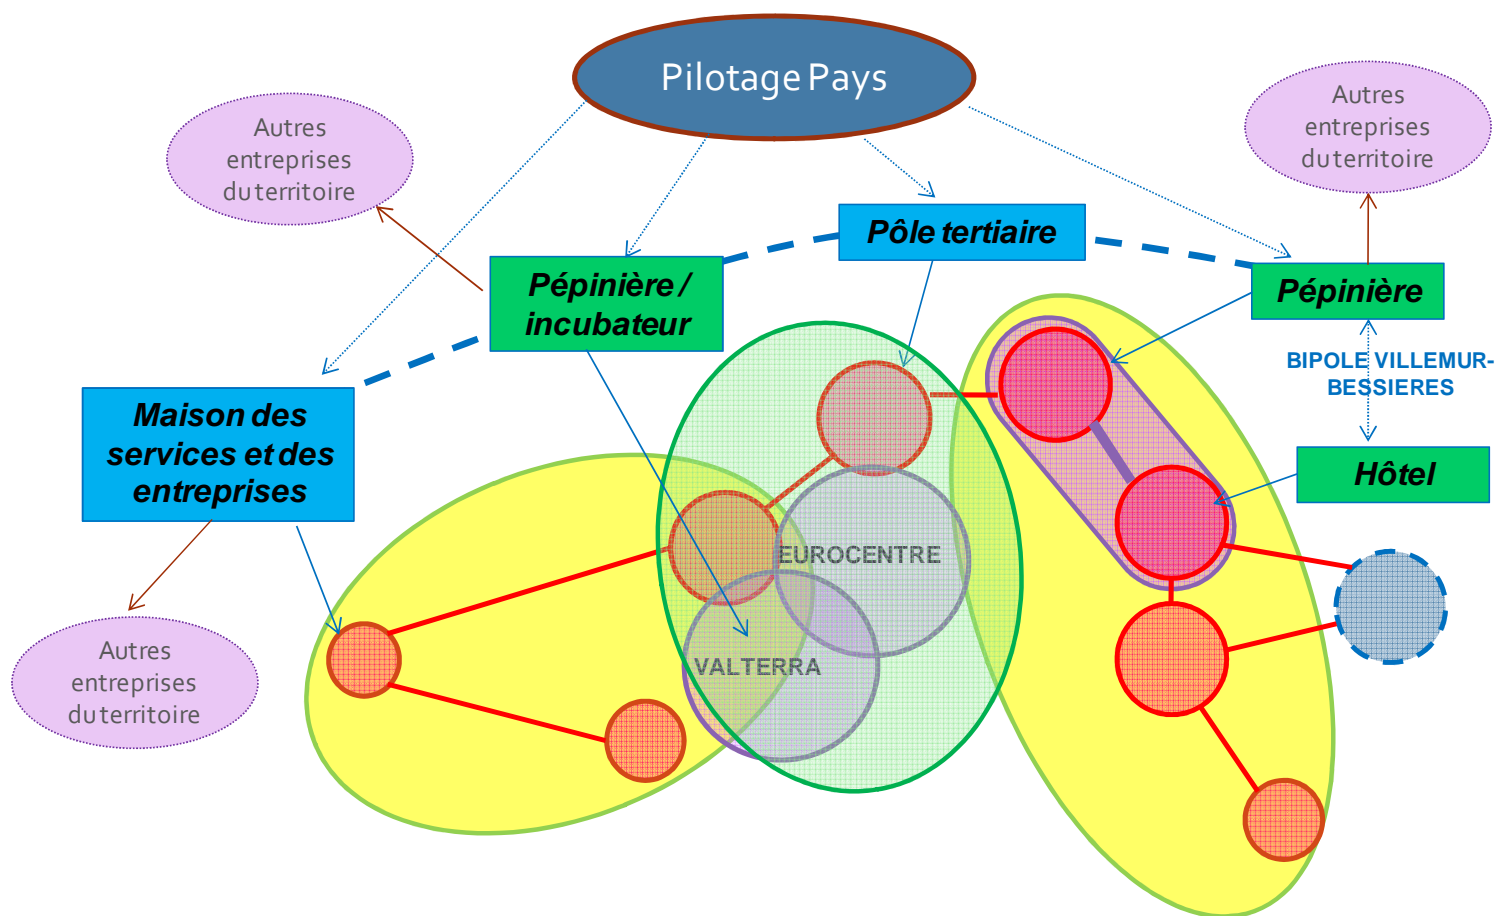 Pilotage Pays
Autres
entreprises
du territoire
Autres
entreprises
du territoire
Pôle tertiaire
Pépinière /
incubateur
Pépinière
BIPOLE VILLEMUR-
BESSIERES
Maison des
services et des
entreprises
Hôtel
EUROCENTRE
VALTERRA
Autres
entreprises
du territoire